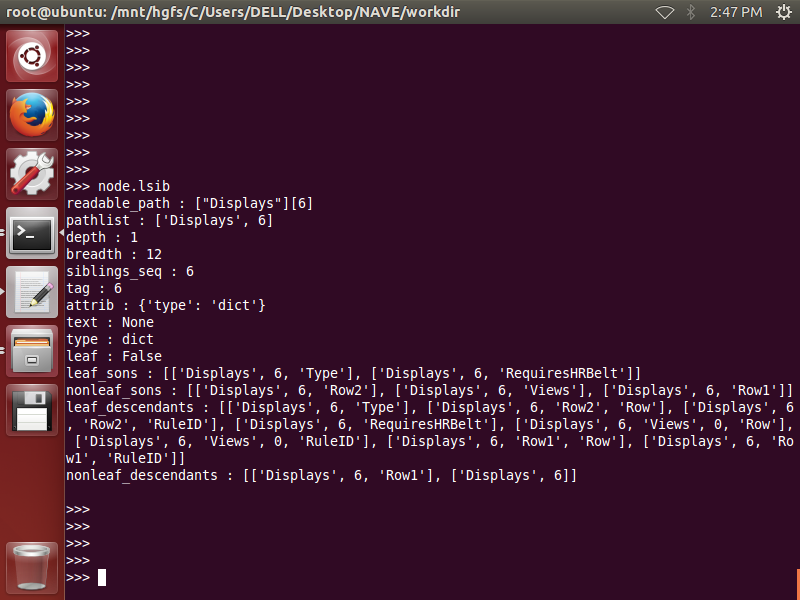 root@ubuntu: /mnt/hgfs/C/Users/DELL/Desktop/NAVE/workdir
2:47 PM
>>>
>>>
>>>
>>>
>>>
>>>
>>>
>>>
>>>
>>> node.lsib
readable_path : ["Displays"][6]
pathlist : ['Displays', 6]
depth : 1
breadth : 12
siblings_seq : 6
tag : 6
attrib : {'type': 'dict'}
text : None
type : dict
leaf : False
leaf_sons : [['Displays', 6, 'Type'], ['Displays', 6, 'RequiresHRBelt']]
nonleaf_sons : [['Displays', 6, 'Row2'], ['Displays', 6, 'Views'], ['Displays', 6, 'Row1']]
leaf_descendants : [['Displays', 6, 'Type'], ['Displays', 6, 'Row2', 'Row'], ['Displays', 6
, 'Row2', 'RuleID'], ['Displays', 6, 'RequiresHRBelt'], ['Displays', 6, 'Views', 0, 'Row'],
 ['Displays', 6, 'Views', 0, 'RuleID'], ['Displays', 6, 'Row1', 'Row'], ['Displays', 6, 'Ro
w1', 'RuleID']]
nonleaf_descendants : [['Displays', 6, 'Row1'], ['Displays', 6]]
>>>
>>>
>>>
>>>
>>>